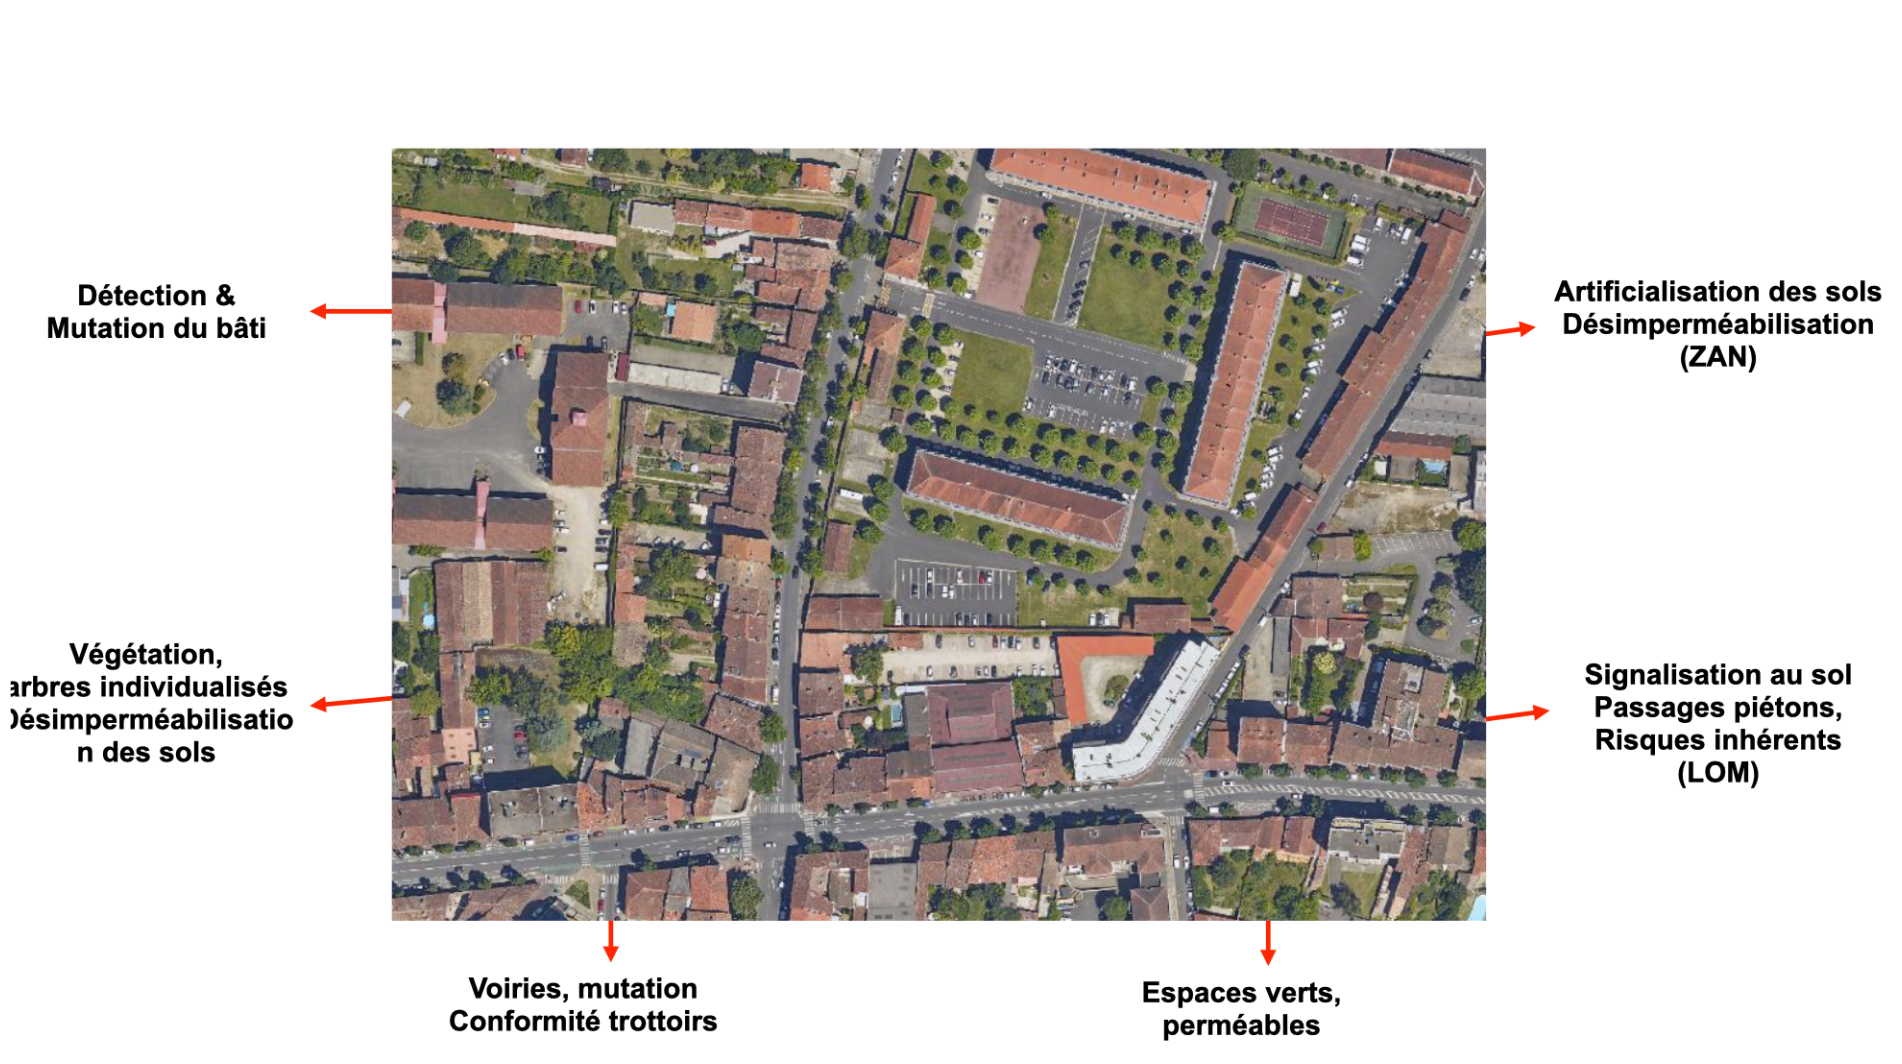 Détection &
Mutation du bâti
Artificialisation des sols
Désimperméabilisation
(ZAN)
Végétation,
arbres individualisés
Désimperméabilisatio
n des sols
Signalisation au sol
Passages piétons,
Risques inhérents
(LOM)
Voiries, mutation
Conformité trottoirs
Espaces verts,
perméables